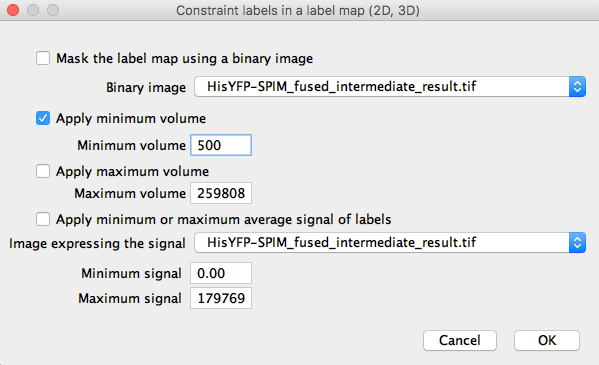 Constraint labels in a label map (2D, 3D)
Mask the label map using a binary image
Binary image HisYFP-SPIM_fused_intermediate_result.tif
Apply minimum volume
Minimum volume 500
Apply maximum volume
Maximum volume 259808
Apply minimum or maximum average signal of labels
Image expressing the signal HisYFP-SPIM_fused_intermediate_result.tif
Minimum signal 0.00
Maximum signal 179769
Cancel OK